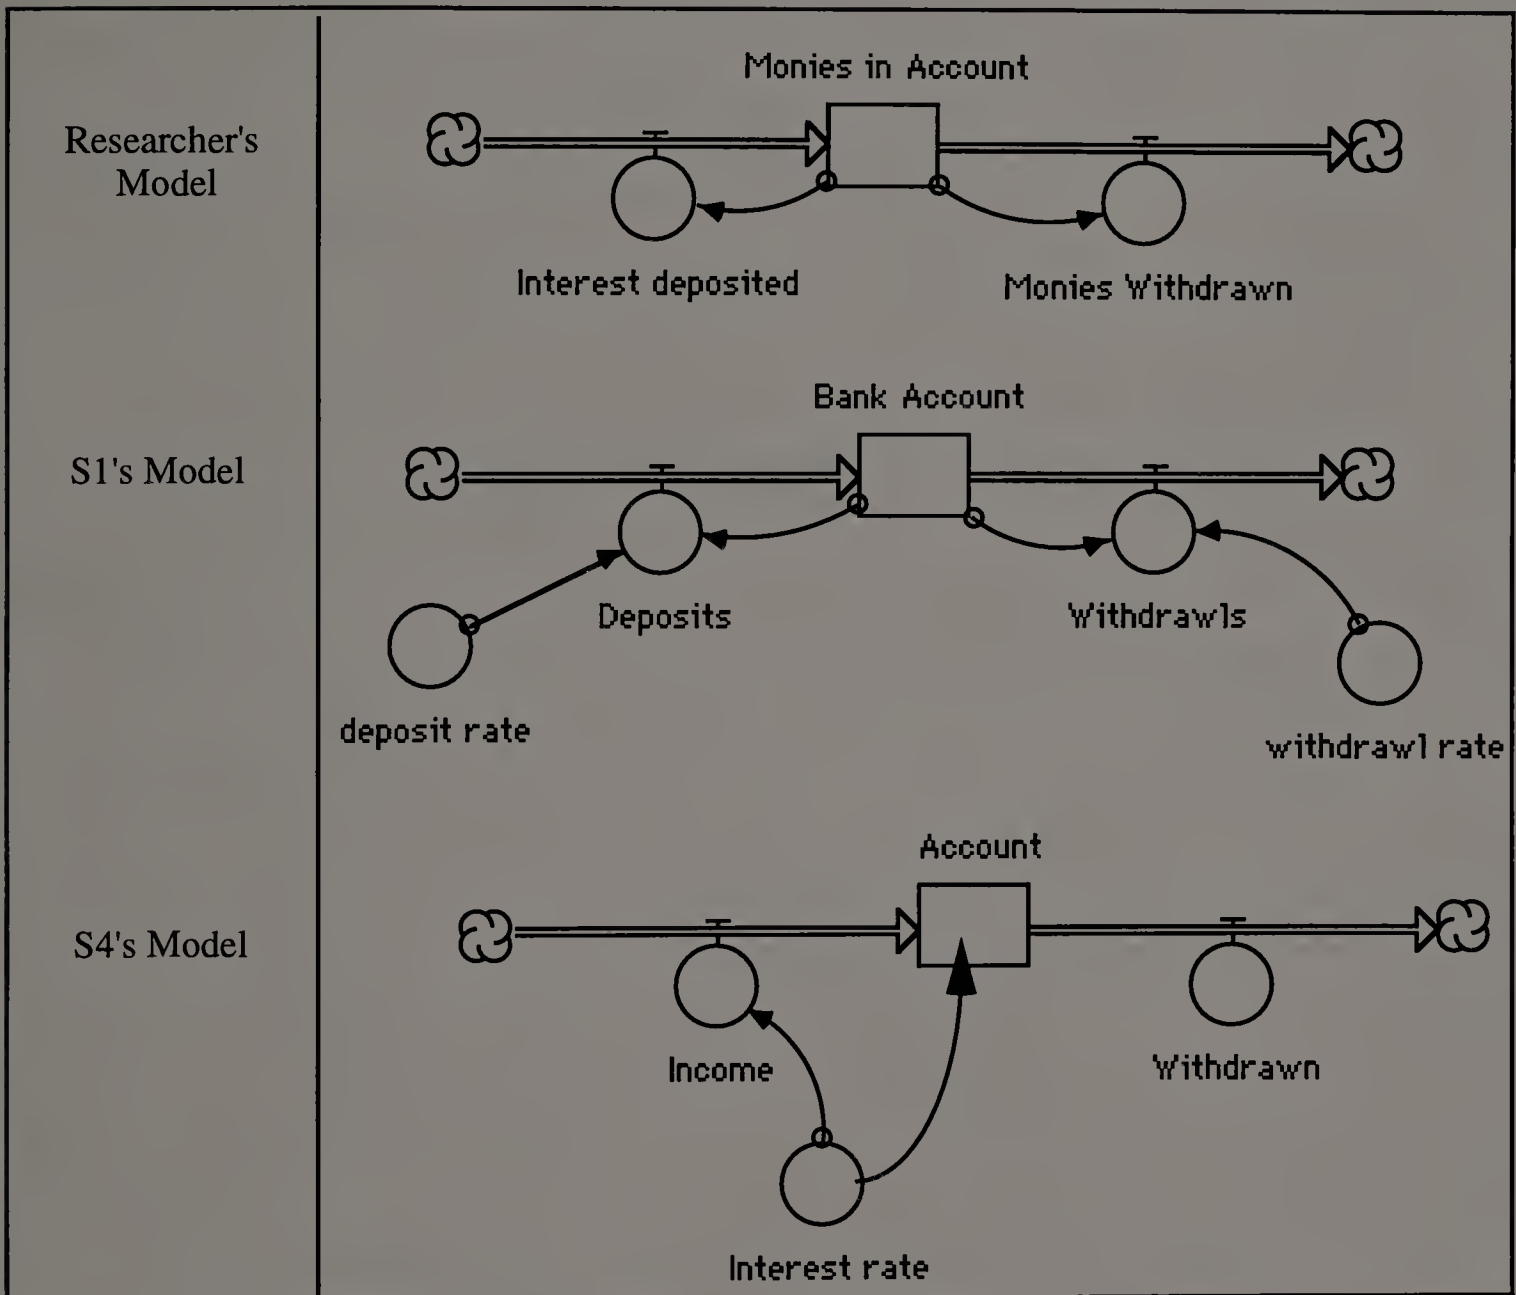 Monies in Account
Researcher's
Model
Interest deposited
Monies Withdrawn
Bank Account
S1's Model
Deposits
Withdrawls
deposit rate
withdrawl rate
Account
S4's Model
Income
Withdrawn
Interest rate